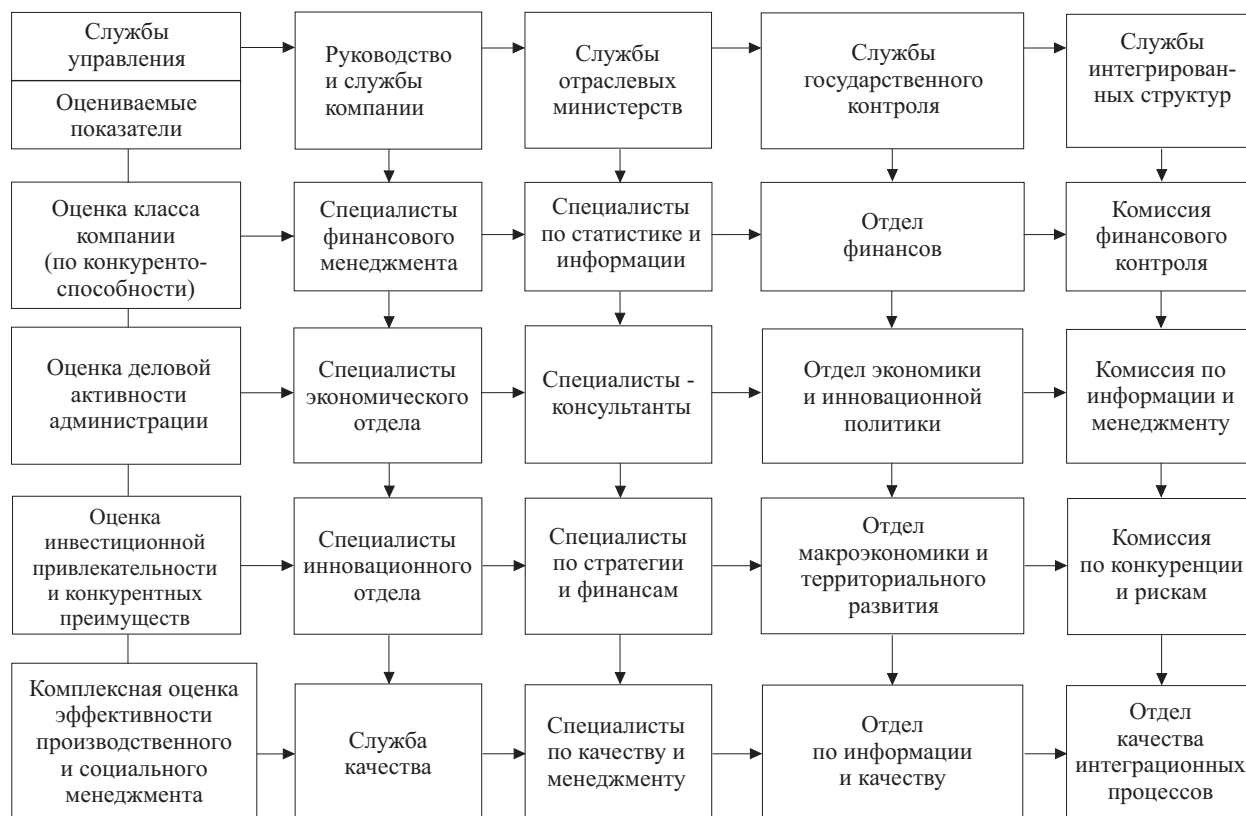 Службы
управления
Оцениваемые
показатели
Руководство
и службы
компании
Службы
отраслевых
министерств
Службы
государственного
контроля
Службы
интегрирован-
ных структур
Оценка класса
компании
(по конкуренто-
способности)
Специалисты
финансового
менеджмента
Специалисты
по статистике и
информации
Отдел
финансов
Комиссия
финансового
контроля
Оценка деловой
активности
администрации
Специалисты
экономического
отдела
Специалисты -
консультанты
Отдел экономики
и инновационной
политики
Комиссия по
информации и
менеджменту
Оценка
инвестиционной
привлекательности
и конкурентных
преимуществ
Специалисты
инновационного
отдела
Специалисты
по стратегии
и финансам
Отдел
макроэкономики и
территориального
развития
Комиссия
по конкуренции
и рискам
Комплексная оценка
эффективности
производственного
и социального
менеджмента
Служба
качества
Специалисты
по качеству и
менеджменту
Отдел
по информации
и качеству
Отдел
качества
интеграционных
процессов